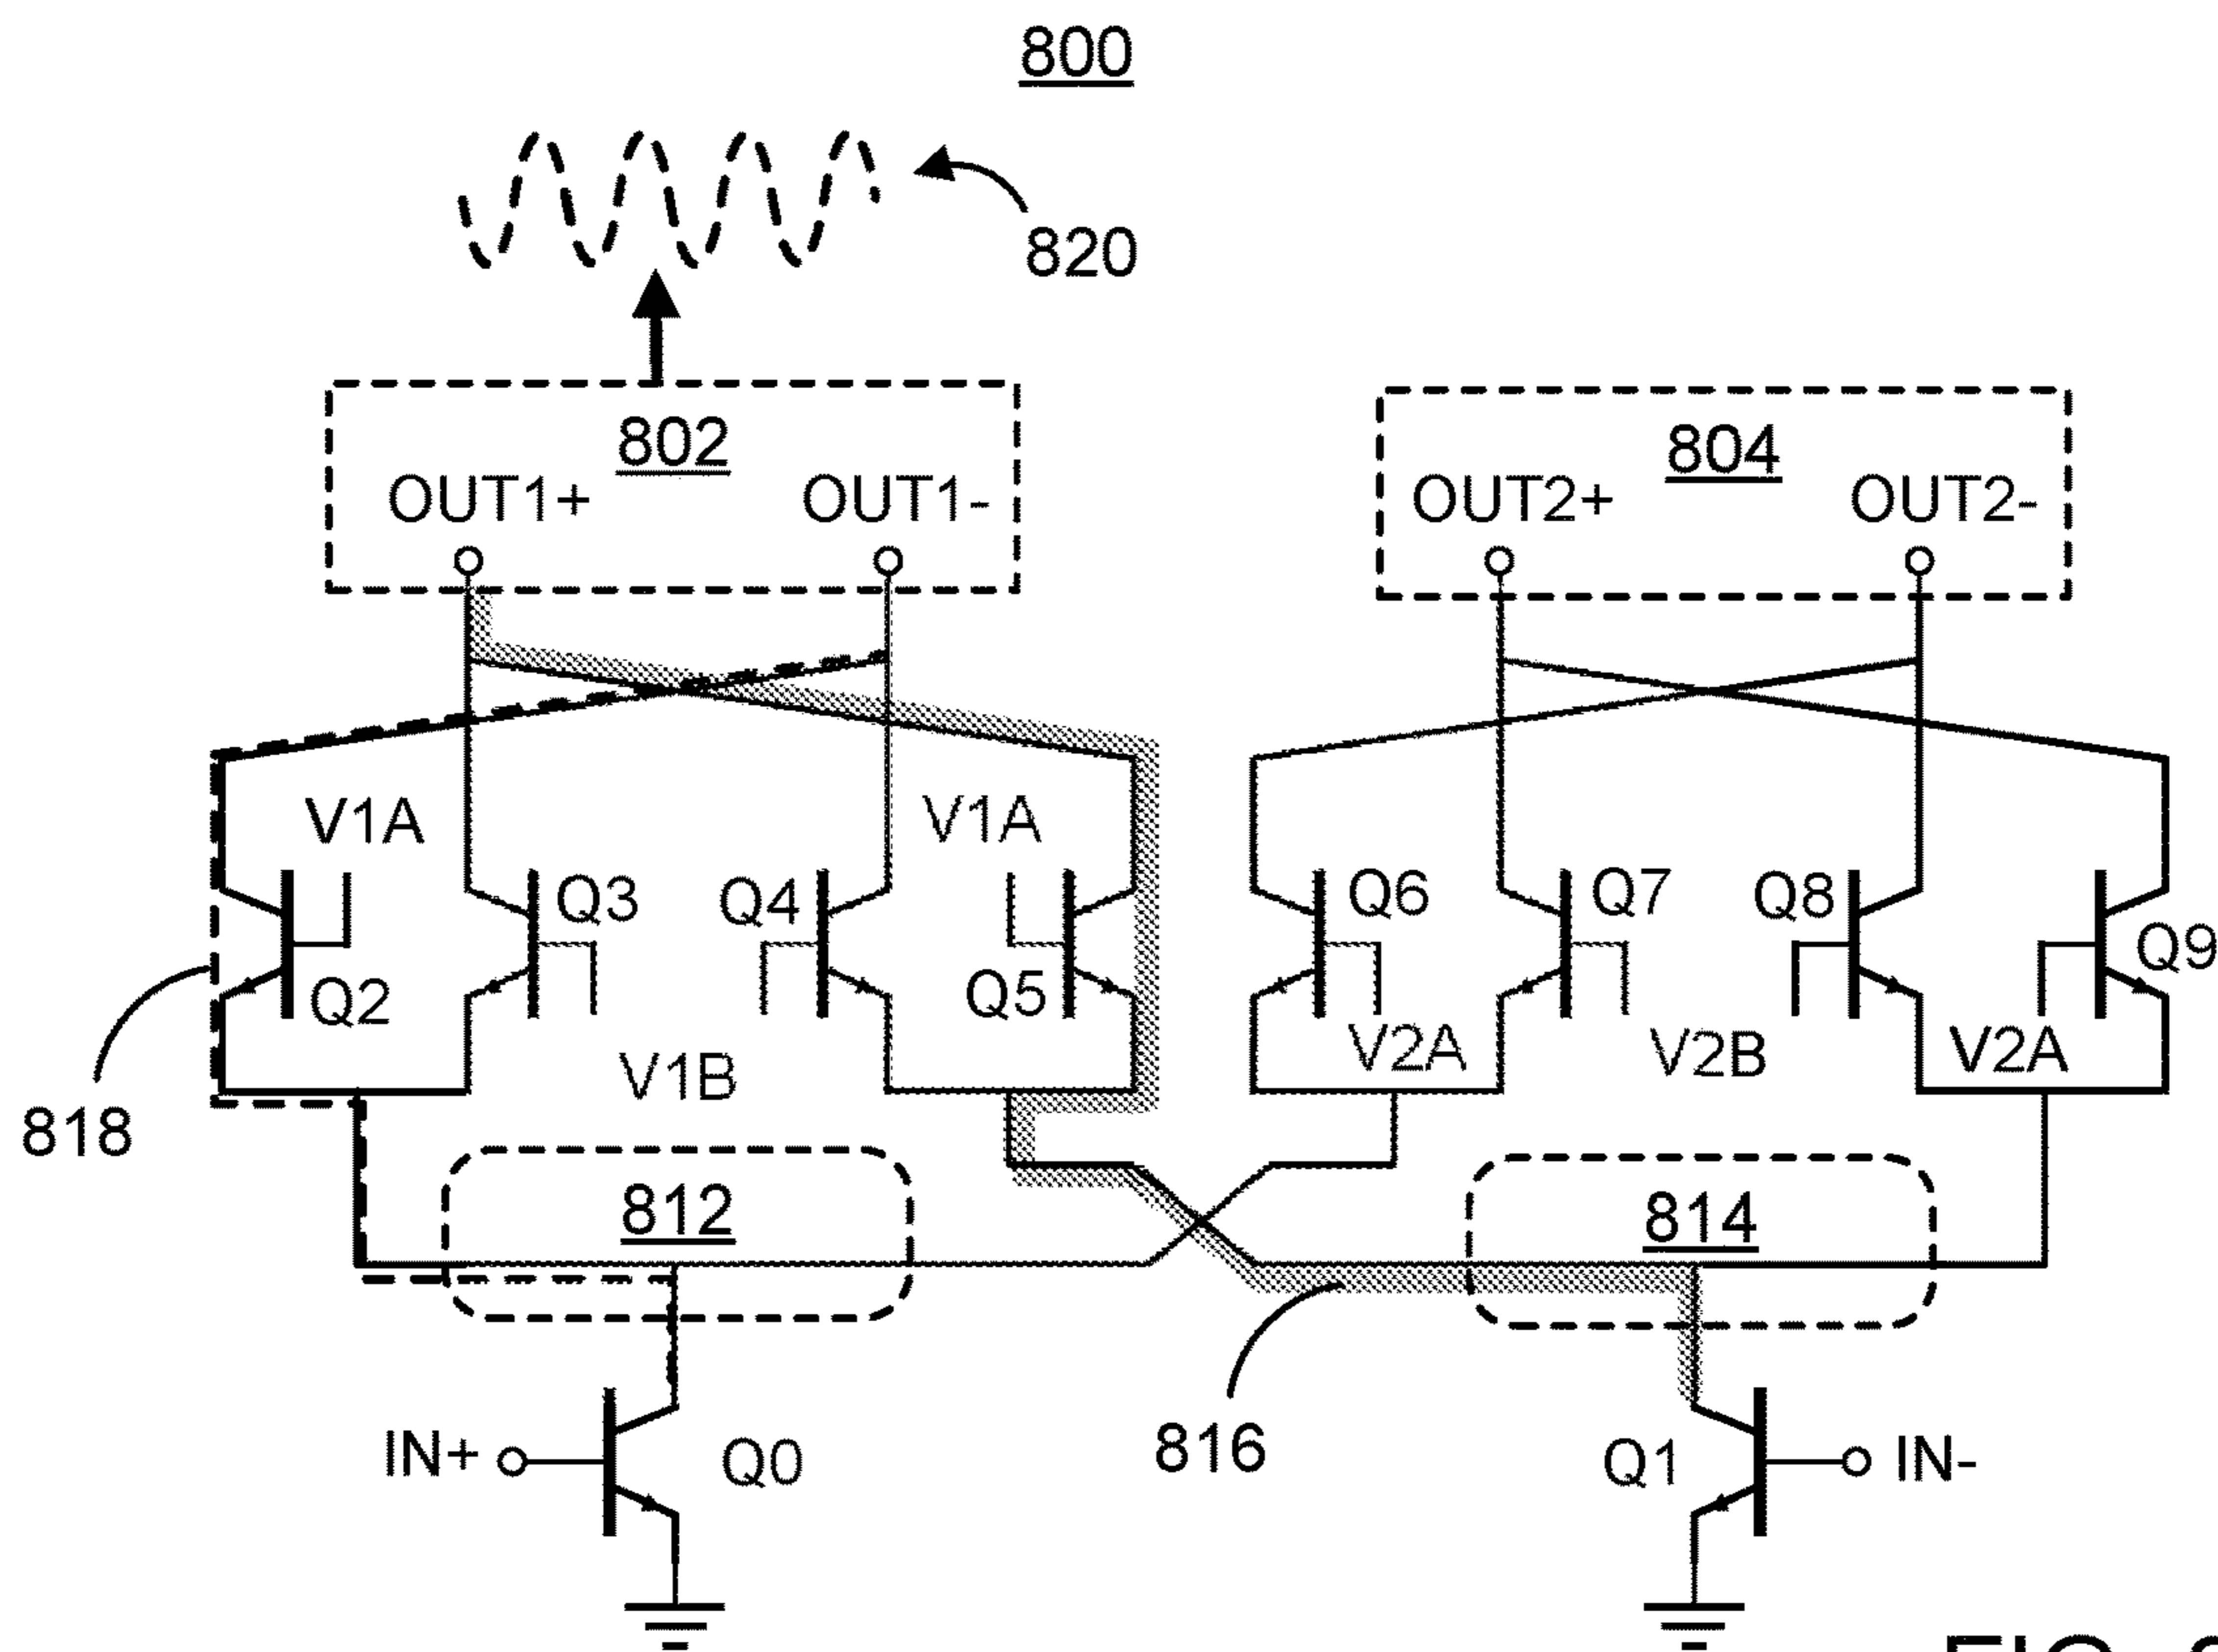 800
820
802
804
OUT1+ OUT1-
OUT2+ OUT2-
V1A V1A
Q3 Q4 Q6 Q7 Q8
Q2 Q5 Q9
V1B V2A V2B V2A
818
812
814
IN+ Q0 816 Q1 IN-